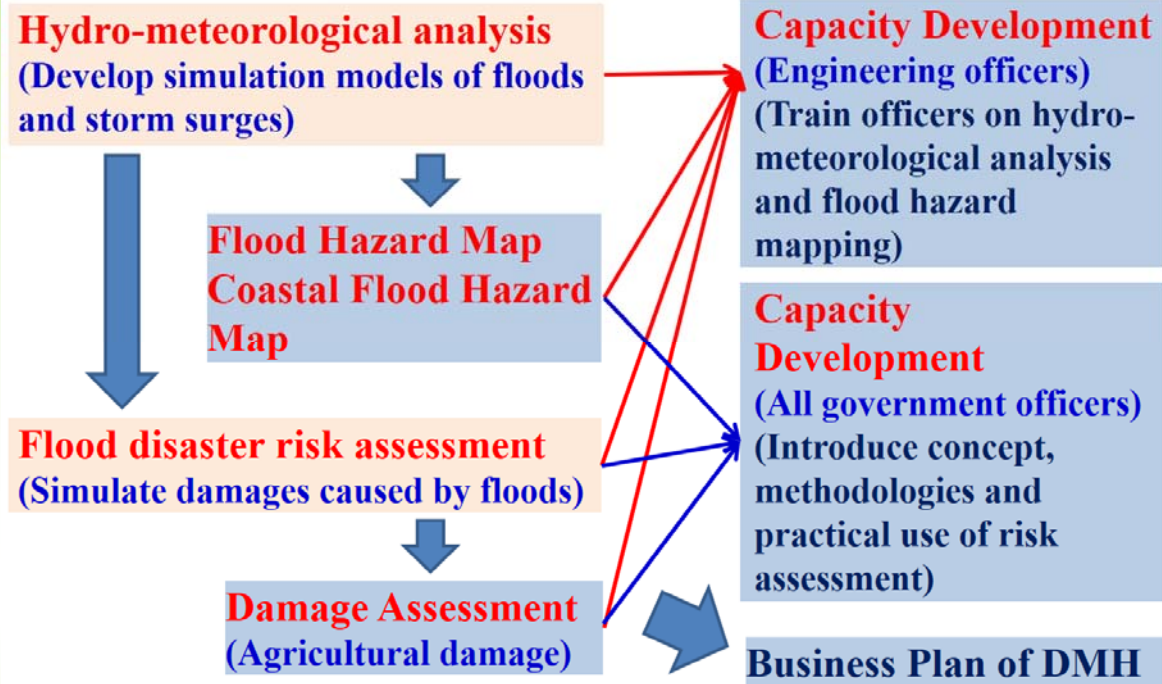 Hydro-meteorological analysis
(Develop simulation models of floods
and storm surges)
Flood Hazard Map
Coastal Flood Hazard
Map
Flood disaster risk assessment
(Simulate damages caused by floods)
Damage Assessment
(Agricultural damage)
Capacity Development
(Engineering officers)
(Train officers on hydro-
meteorological analysis
and flood hazard
mapping)
Capacity
Development
(All government officers)
(Introduce concept,
methodologies and
practical use of risk
assessment)
Business Plan of DMH